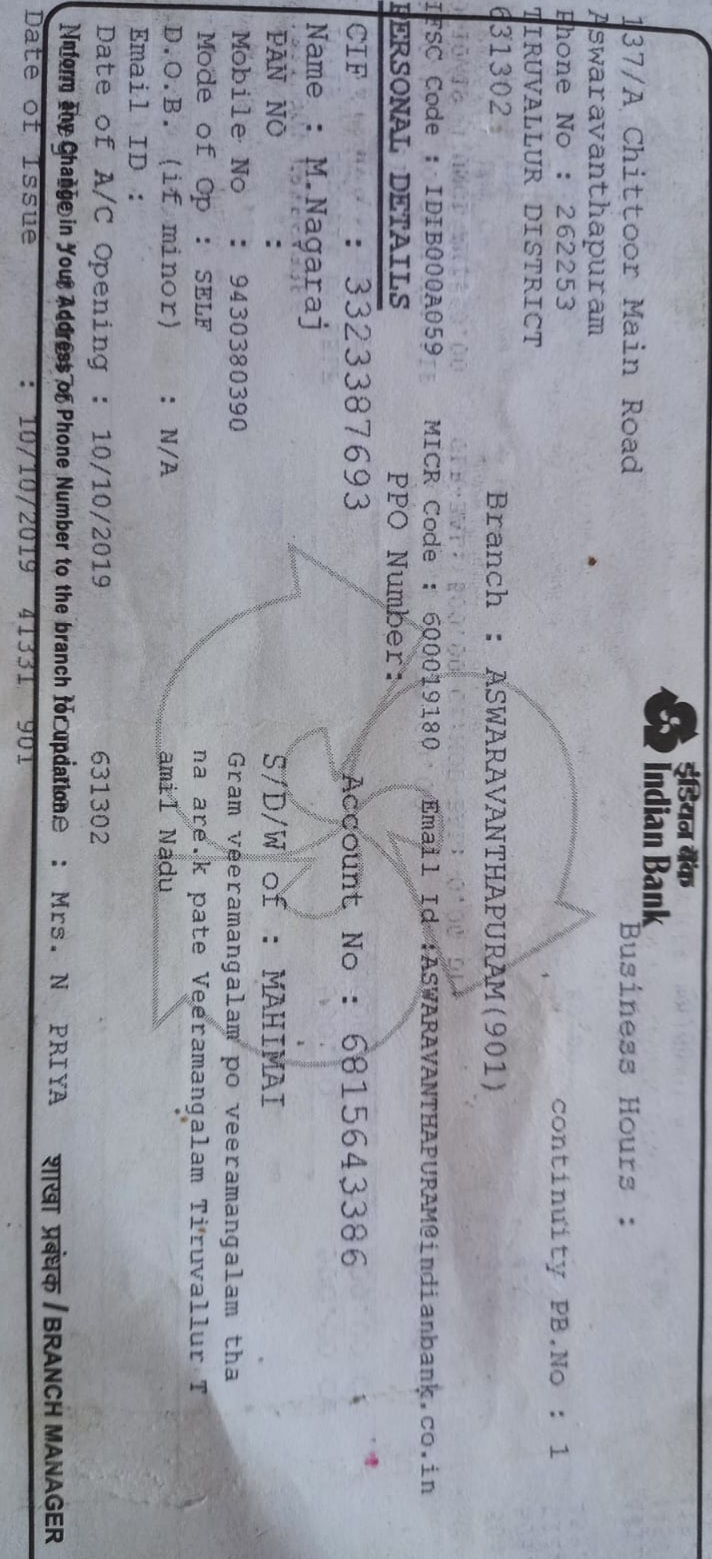 इंडियन बैंक
Indian Bank
137/A Chittoor Main Road Business Hours :
Aswaravanthapuram
Phone No : 262253 continuity PB.No : 1
TIRUVALLUR DISTRICT
631302 Branch : ASWARAVANTHAPURAM(901)
IFSC Code : IDIB000A059 MICR Code : 600019180 Email Id :ASWARAVANTHAPURAM@indianbank.co.in
PERSONAL DETAILS PPO Number:
CIF : 3323387693 Account No : 6815643386
Name : M.Nagaraj
PAN NO : S/D/W of : MAHIMAI
Mobile No : 9430380390 Gram veeramangalam po veeramangalam tha
Mode of Op : SELF na are.k pate Veeramangalam Tiruvallur T
D.O.B. (if minor) : N/A amil Nadu
Email ID :
Date of A/C Opening : 10/10/2019 631302
Inform any Change in Your Address or Phone Number to the branch for updation : Mrs. N PRIYA शाखा प्रबंधक / BRANCH MANAGER
Date of Issue : 10/10/2019 41331 901